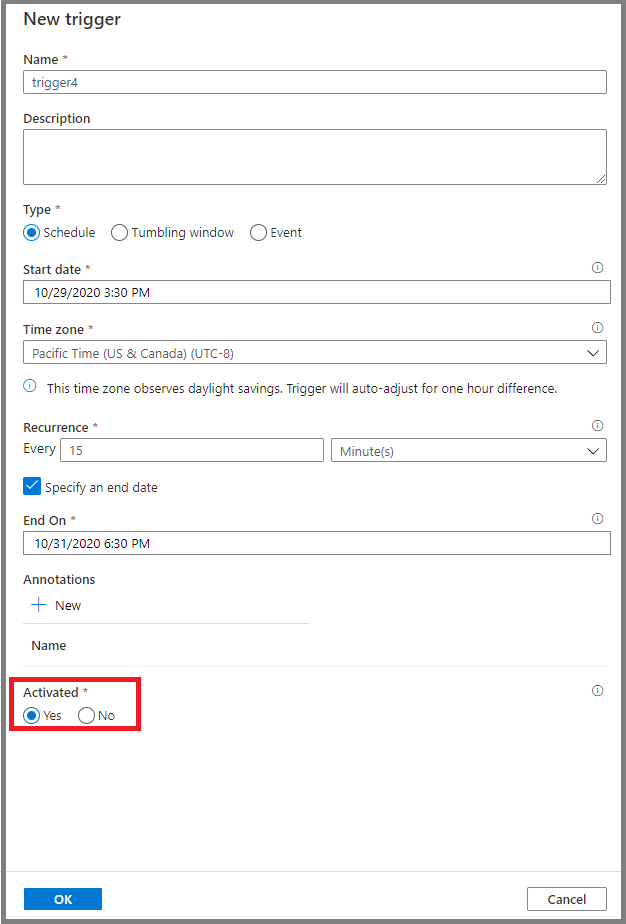 New trigger
Name *
trigger4
Description
Type *
Schedule Tumbling window Event
Start date *
10/29/2020 3:30 PM
Time zone *
Pacific Time (US & Canada) (UTC-8)
This time zone observes daylight savings. Trigger will auto-adjust for one hour difference.
Recurrence *
Every 15 Minute(s)
Specify an end date
End On *
10/31/2020 6:30 PM
Annotations
New
Name
Activated *
Yes No
OK Cancel